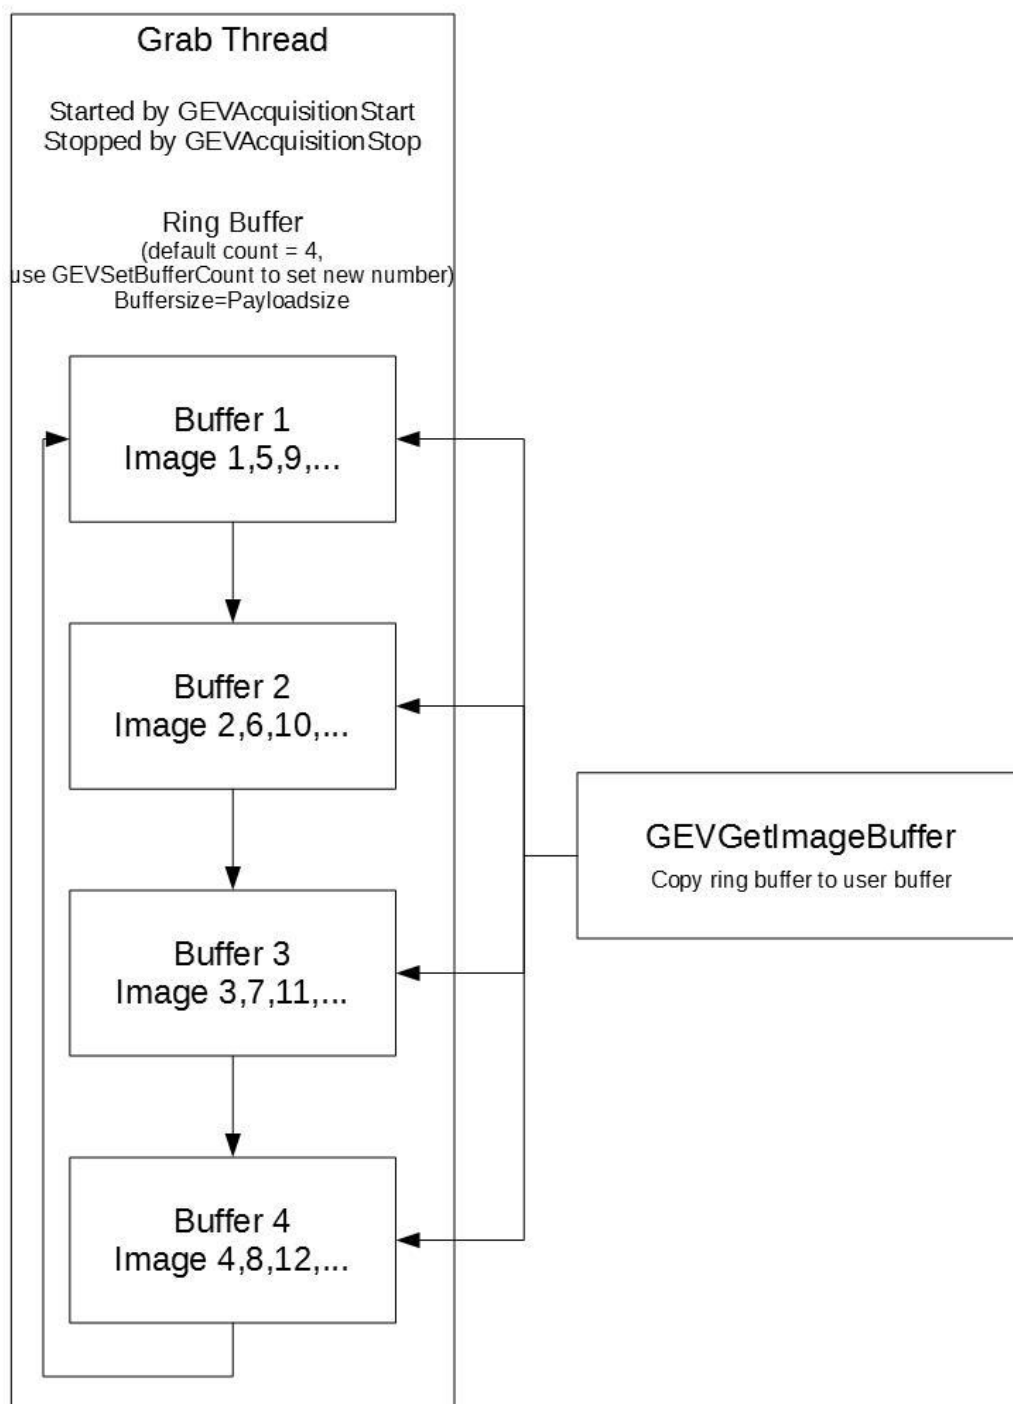 Grab Thread
Started by GEVAcquisitionStart
Stopped by GEVAcquisitionStop
Ring Buffer
(default count = 4,
use GEVSetBufferCount to set new number)
Buffersize=Payloadsize
Buffer 1
Image 1,5,9,...
Buffer 2
Image 2,6,10,...
Buffer 3
Image 3,7,11,...
Buffer 4
Image 4,8,12,...
GEVGetImageBuffer
Copy ring buffer to user buffer